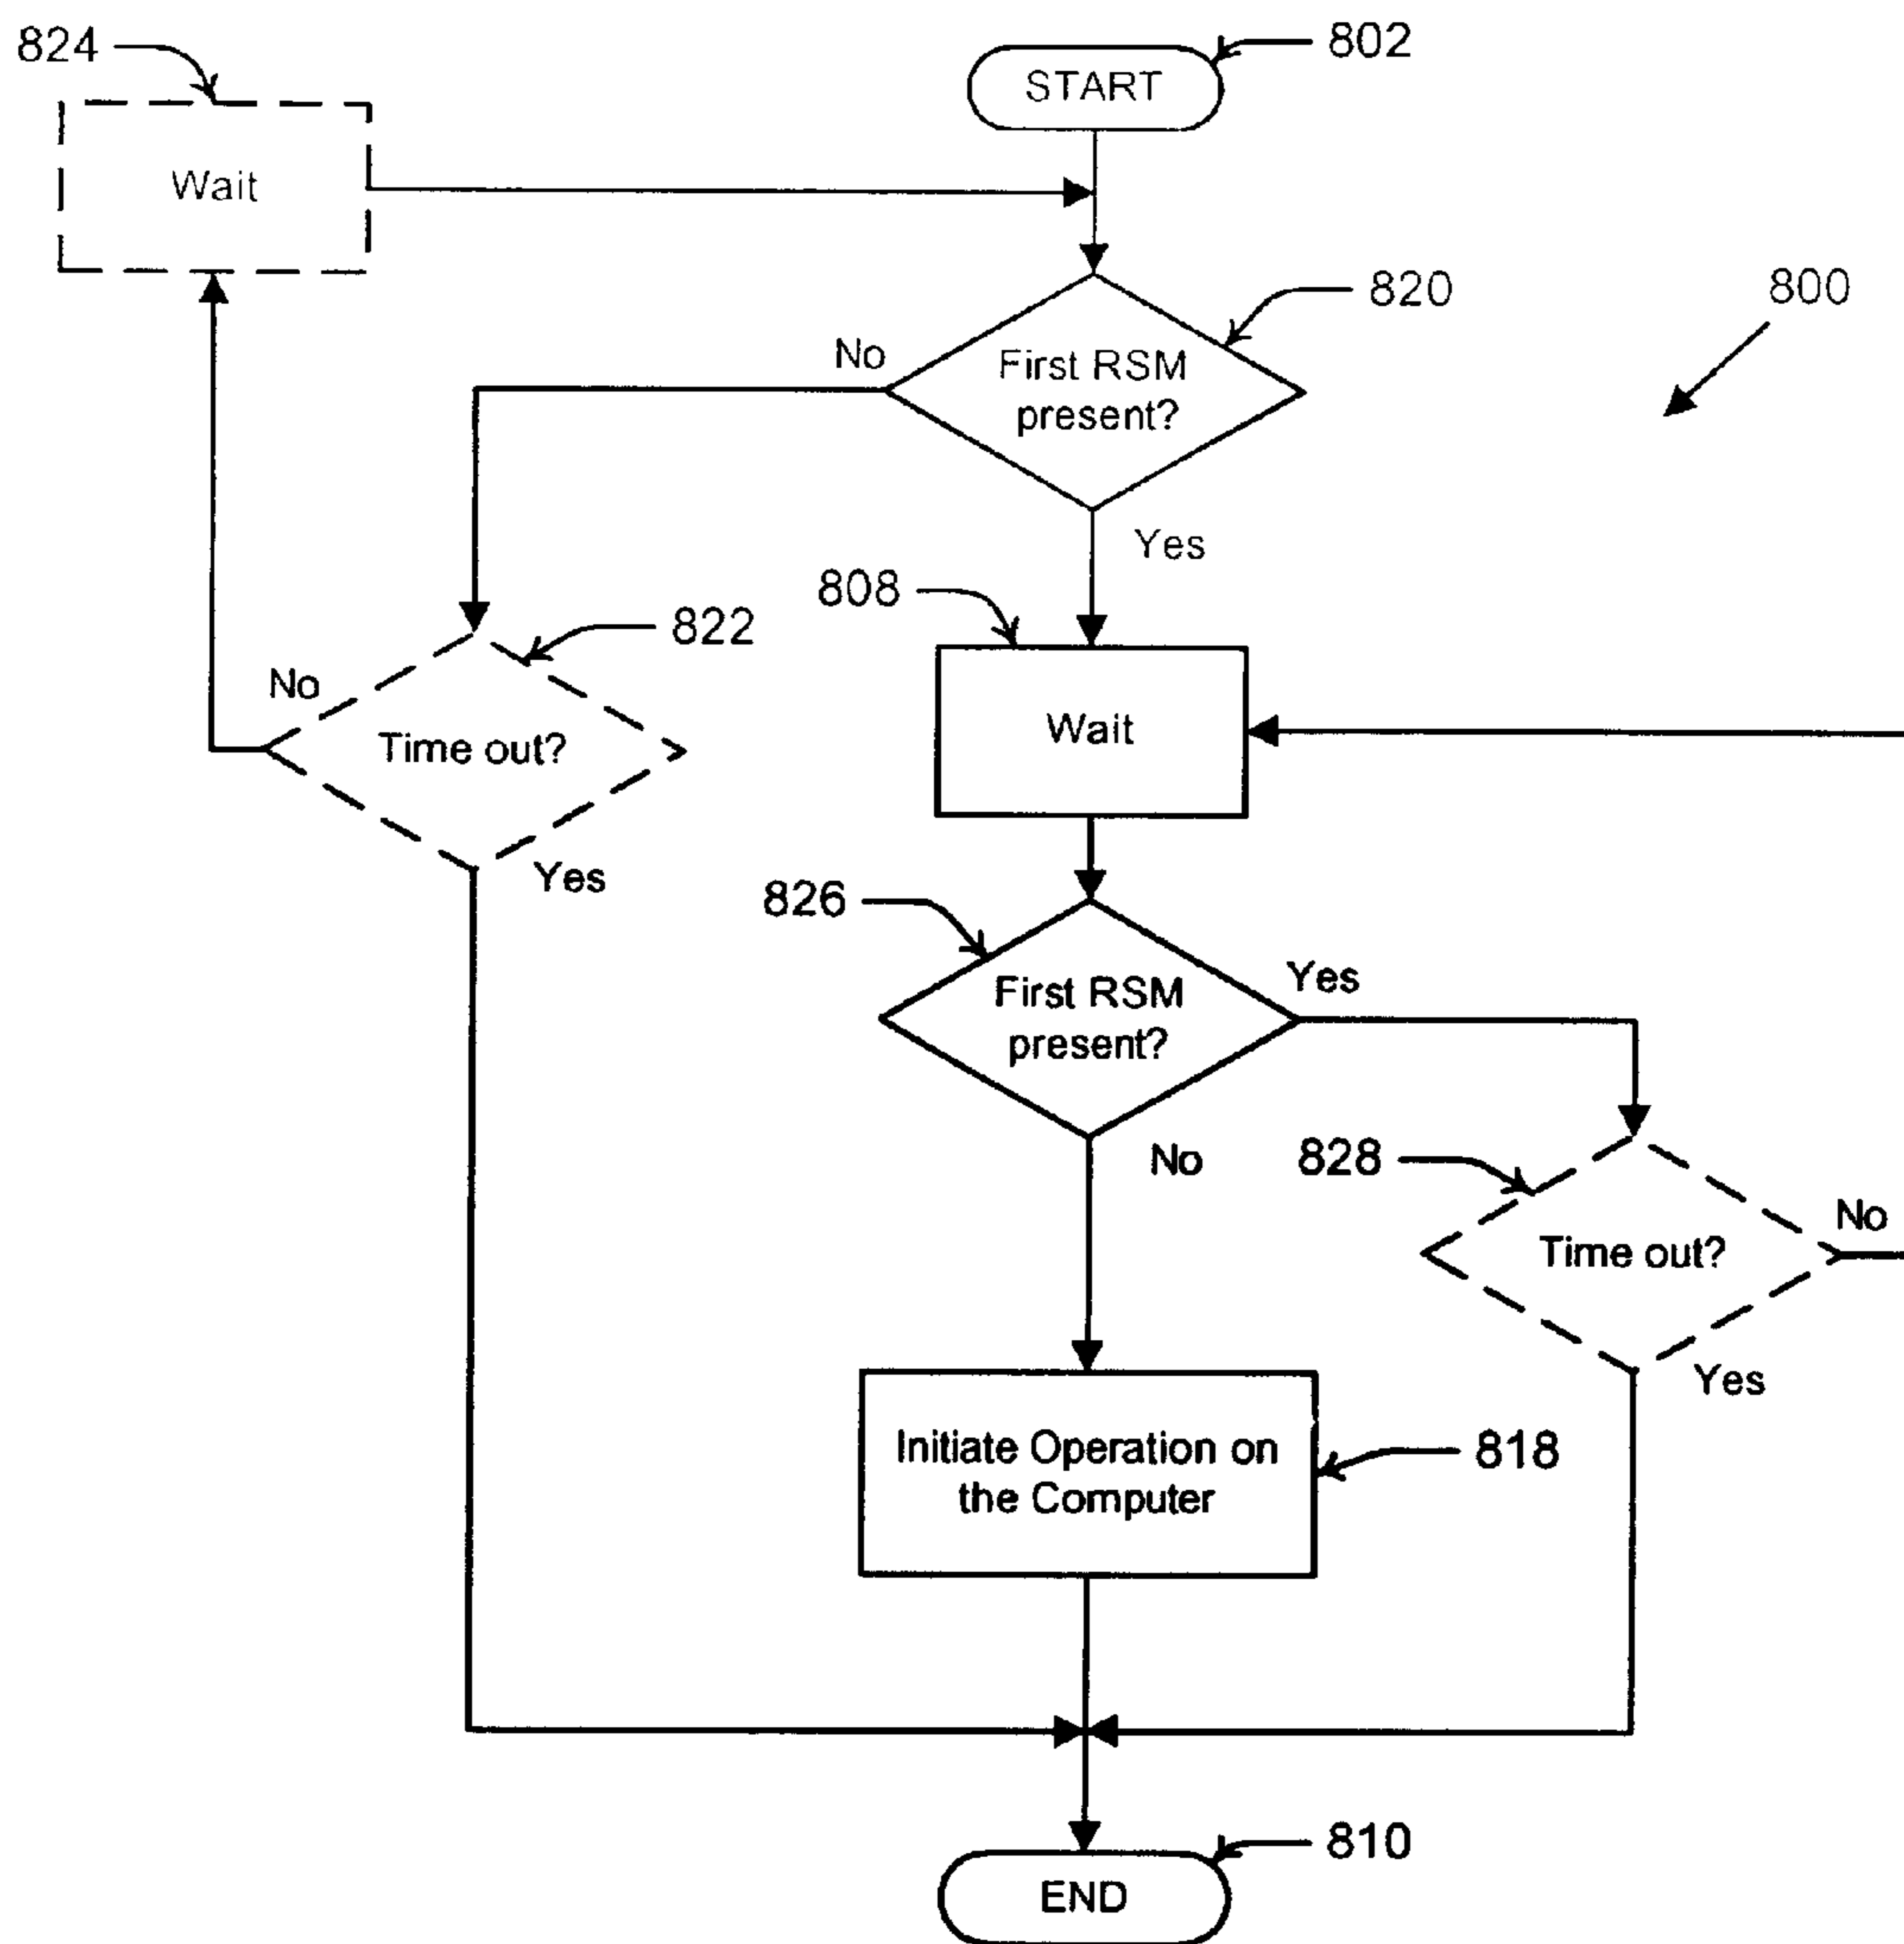 824
802
START
Wait
820
800
No
First RSM
present?
Yes
808
822
No
Wait
Time out?
Yes
826
Yes
First RSM
present?
No
828
No
Time out?
Yes
Initiate Operation on
the Computer
818
810
END